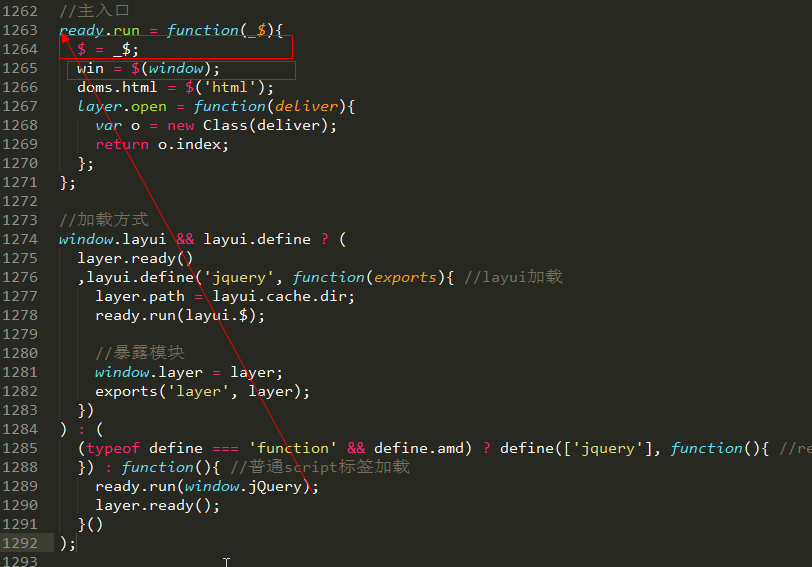 1262 //主入口
1263 ready.run = function(_$){
1264   $ = _$;
1265   win = $(window);
1266   doms.html = $('html');
1267   layer.open = function(deliver){
1268     var o = new Class(deliver);
1269     return o.index;
1270   };
1271 };
1272
1273 //加载方式
1274 window.layui && layui.define ? (
1275   layer.ready()
1276   ,layui.define('jquery', function(exports){ //layui加载
1277     layer.path = layui.cache.dir;
1278     ready.run(layui.$);
1279
1280     //暴露模块
1281     window.layer = layer;
1282     exports('layer', layer);
1283   })
1284 ) : (
1285   (typeof define === 'function' && define.amd) ? define(['jquery'], function(){ //re
1288   }) : function(){ //普通script标签加载
1289     ready.run(window.jQuery);
1290     layer.ready();
1291   }()
1292 );
1293